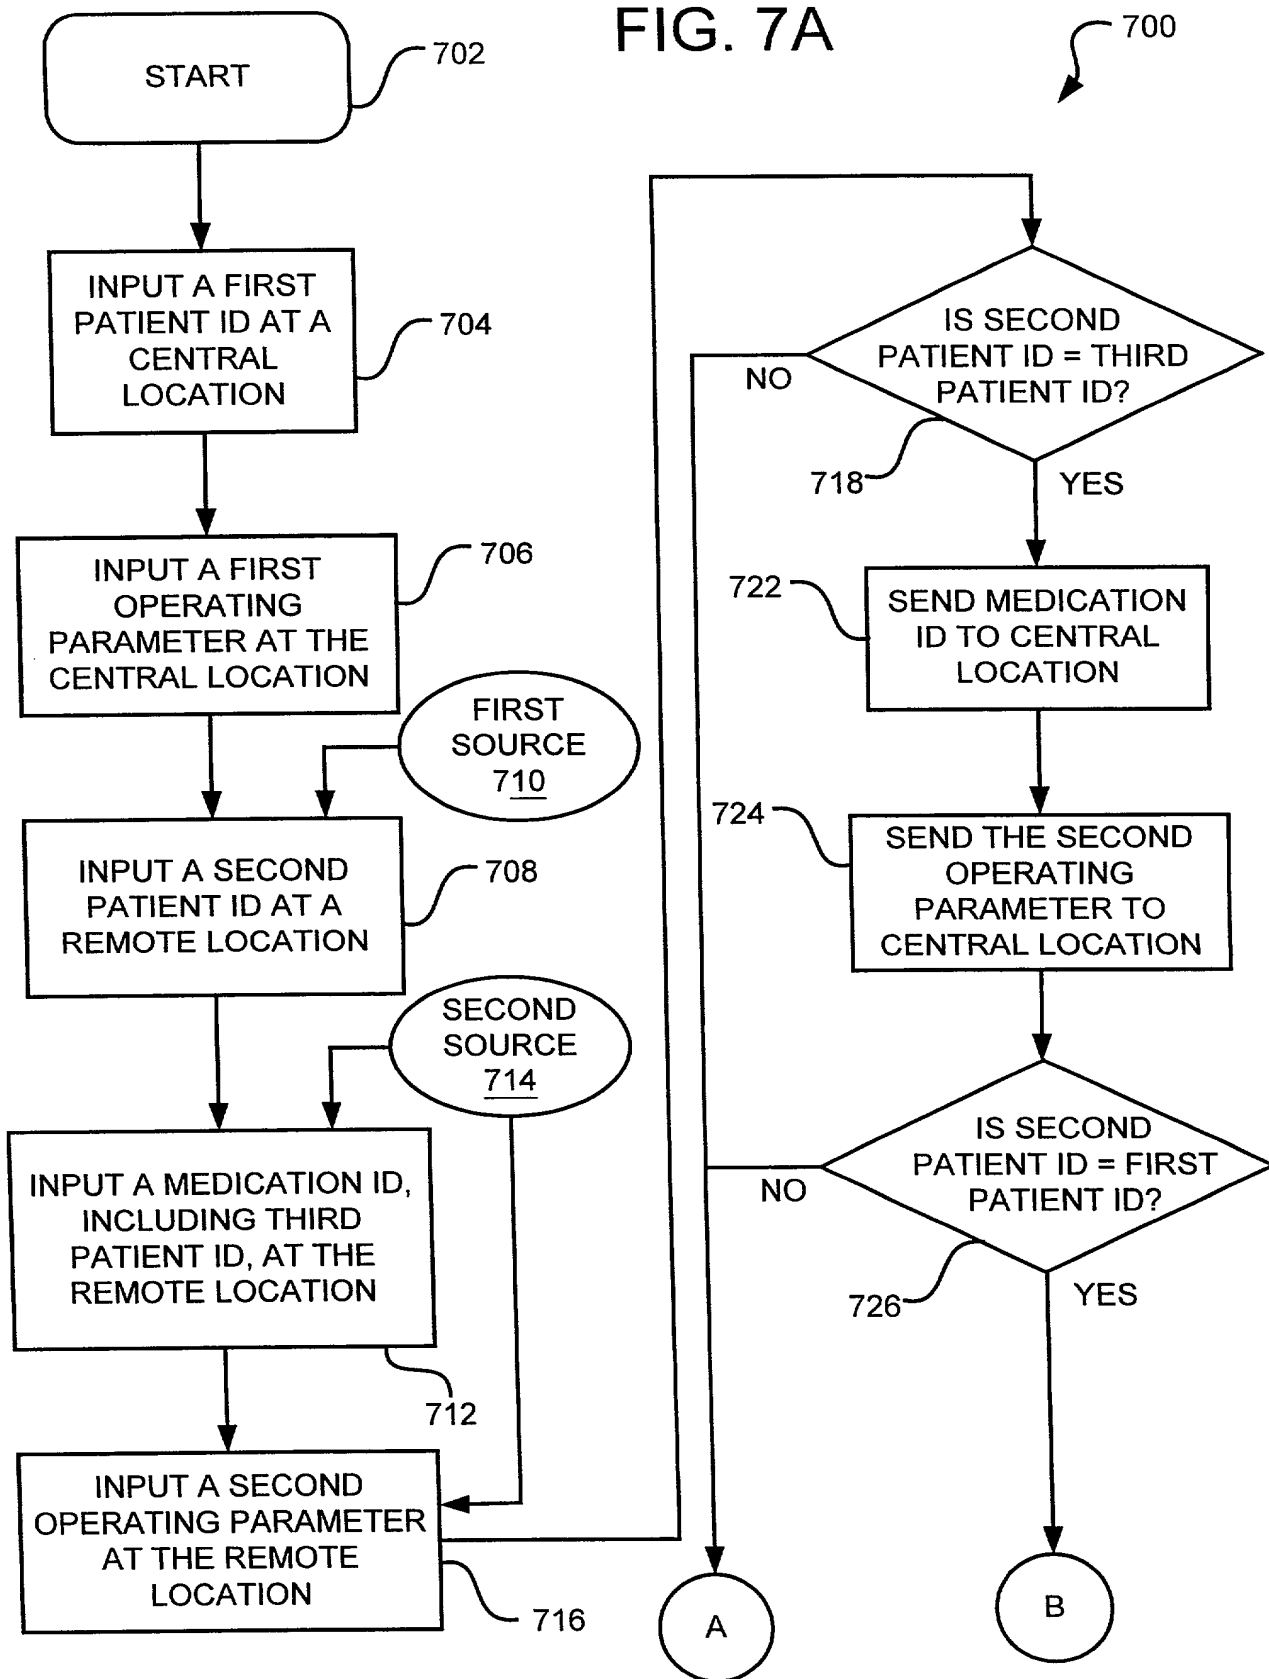 FIG. 7A
700
START
702
INPUT A FIRST
PATIENT ID AT A
CENTRAL
LOCATION
704
INPUT A FIRST
OPERATING
PARAMETER AT THE
CENTRAL LOCATION
706
FIRST
SOURCE
710
INPUT A SECOND
PATIENT ID AT A
REMOTE LOCATION
708
SECOND
SOURCE
714
INPUT A MEDICATION ID,
INCLUDING THIRD
PATIENT ID, AT THE
REMOTE LOCATION
712
INPUT A SECOND
OPERATING PARAMETER
AT THE REMOTE
LOCATION
716
IS SECOND
PATIENT ID = THIRD
PATIENT ID?
NO
718
YES
722
SEND MEDICATION
ID TO CENTRAL
LOCATION
724
SEND THE SECOND
OPERATING
PARAMETER TO
CENTRAL LOCATION
IS SECOND
PATIENT ID = FIRST
PATIENT ID?
NO
726
YES
A
B